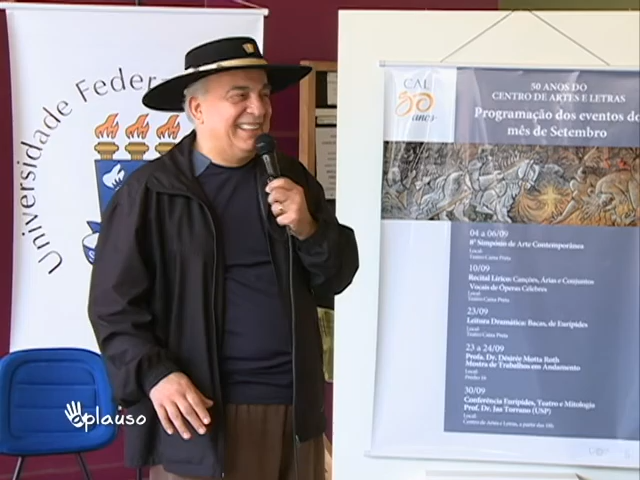 Universidade Federa
CAL
50
anos
50 ANOS DO
CENTRO DE ARTES E LETRAS
Programação dos eventos do
mês de Setembro
04 a 06/09
8º Simpósio de Arte Contemporânea
Local:
Teatro Caixa Preta
10/09
Recital Lírico: Canções, Árias e Conjuntos
Vocais de Óperas Célebres
Local:
Teatro Caixa Preta
23/09
Leitura Dramática: Bacas, de Eurípides
Local:
Teatro Caixa Preta
23 a 24/09
Profa. Dr. Désirée Motta Roth
Mostra de Trabalhos em Andamento
Local:
30/09
Conferência Eurípides, Teatro e Mitologia
Prof. Dr. Jaa Torrano (USP)
Local:
Centro de Artes e Letras, a partir das
aplauso